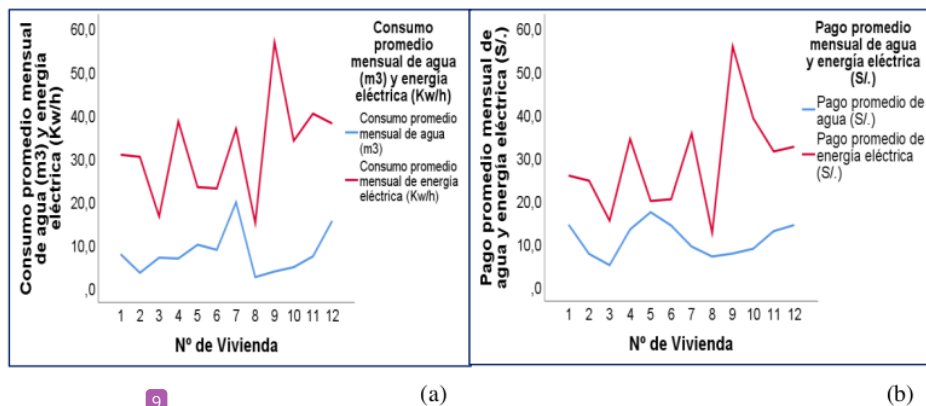 Consumo promedio mensual
de agua (m3) y energía
eléctrica (Kw/h)
60,0
50,0
40,0
30,0
20,0
10,0
,0
1 2 3 4 5 6 7 8 9 10 11 12
Nº de Vivienda
Consumo
promedio
mensual de agua
(m3) y energía
eléctrica (Kw/h)
Consumo promedio
mensual de agua
(m3)
Consumo promedio
mensual de energía
eléctrica (Kw/h)
Pago promedio mensual de
agua y energía eléctrica (S/.)
60,0
50,0
40,0
30,0
20,0
10,0
,0
1 2 3 4 5 6 7 8 9 10 11 12
Nº de Vivienda
Pago promedio
mensual de agua
y energía eléctrica
(S/.)
Pago promedio de
agua (S/.)
Pago promedio de
energía eléctrica
(S/.)
9
(a)
(b)